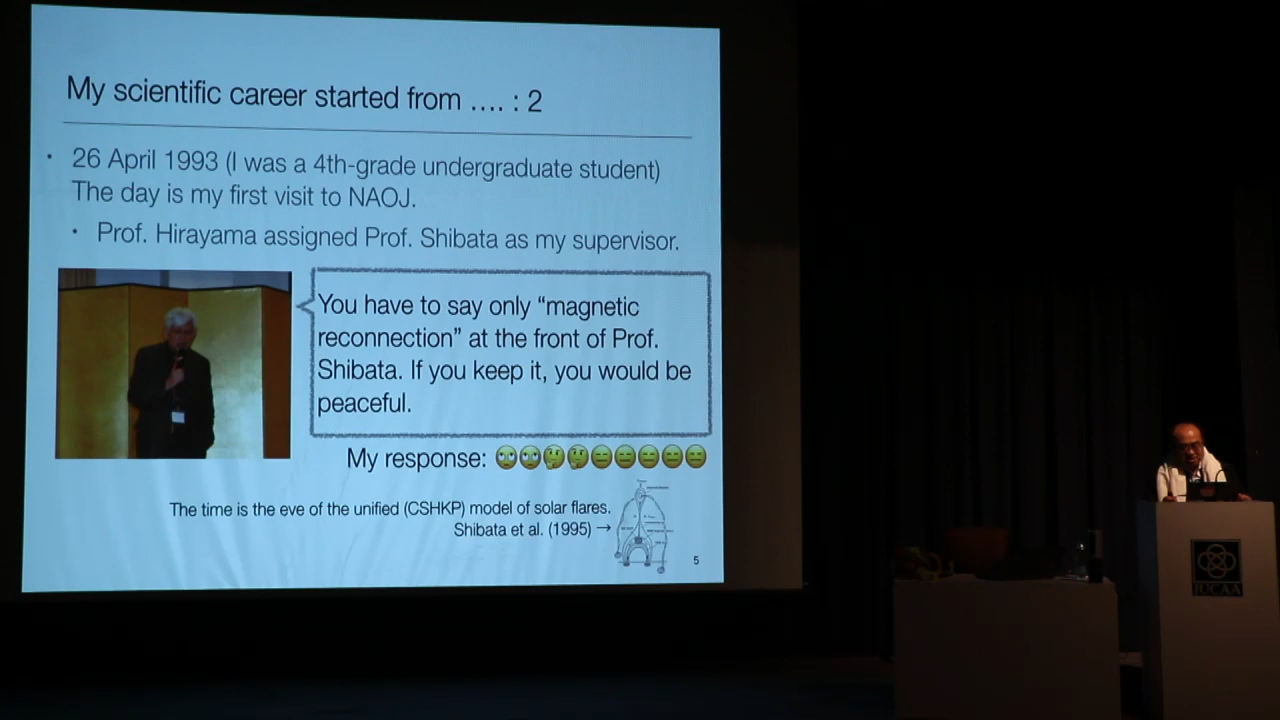 My scientific career started from .... : 2
• 26 April 1993 (I was a 4th-grade undergraduate student)
The day is my first visit to NAOJ.
• Prof. Hirayama assigned Prof. Shibata as my supervisor.
You have to say only “magnetic
reconnection” at the front of Prof.
Shibata. If you keep it, you would be
peaceful.
My response: 🙄🙄🤔🤔😑😑😑😑😑
The time is the eve of the unified (CSHKP) model of solar flares.
Shibata et al. (1995) →
5
IUCAA